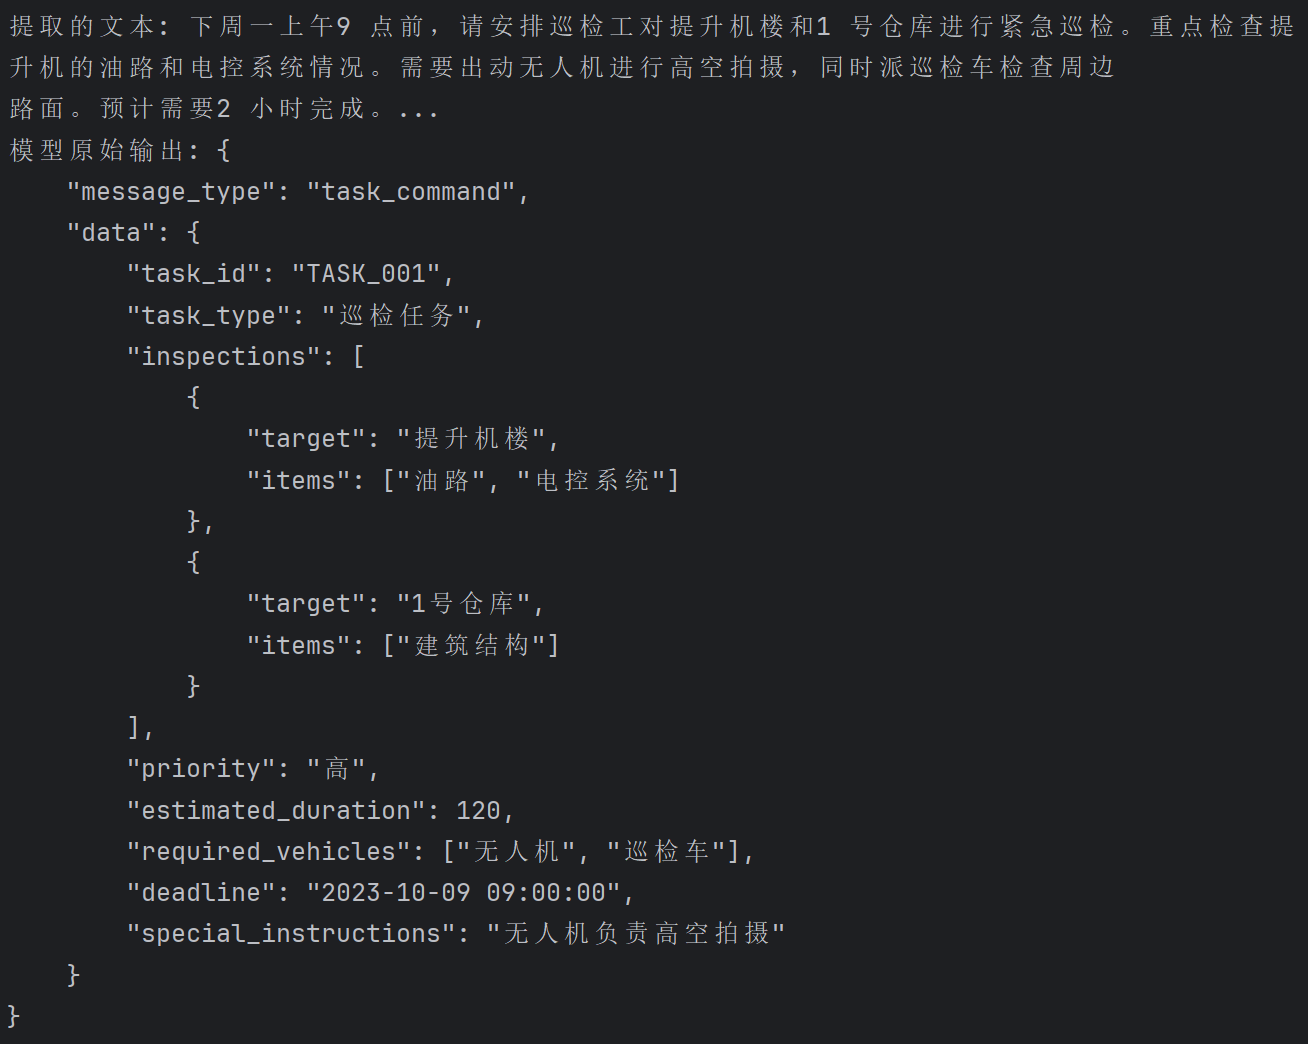 提取的文本: 下周一上午9 点前，请安排巡检工对提升机楼和1 号仓库进行紧急巡检。重点检查提
升机的油路和电控系统情况。需要出动无人机进行高空拍摄，同时派巡检车检查周边
路面。预计需要2 小时完成。...
模型原始输出: {
    "message_type": "task_command",
    "data": {
        "task_id": "TASK_001",
        "task_type": "巡检任务",
        "inspections": [
            {
                "target": "提升机楼",
                "items": ["油路", "电控系统"]
            },
            {
                "target": "1号仓库",
                "items": ["建筑结构"]
            }
        ],
        "priority": "高",
        "estimated_duration": 120,
        "required_vehicles": ["无人机", "巡检车"],
        "deadline": "2023-10-09 09:00:00",
        "special_instructions": "无人机负责高空拍摄"
    }
}